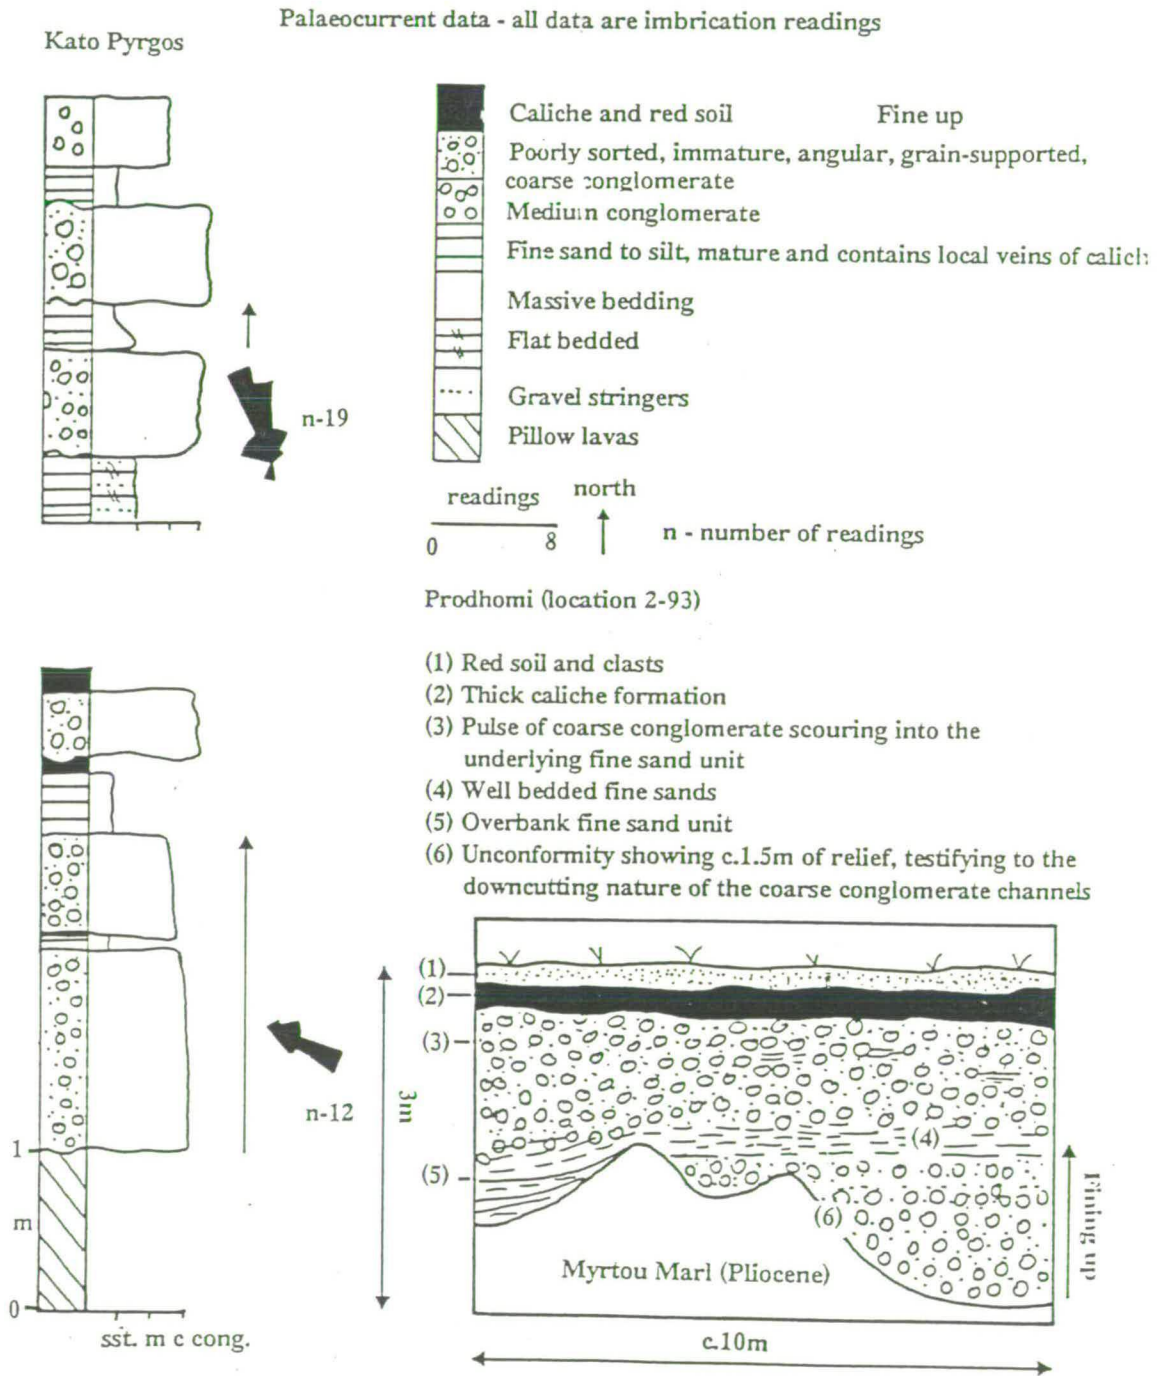 Palaeocurrent data - all data are imbrication readings
Kato Pyrgos
Caliche and red soil Fine up
Poorly sorted, immature, angular, grain-supported,
coarse conglomerate
Medium conglomerate
Fine sand to silt, mature and contains local veins of calich
Massive bedding
Flat bedded
Gravel stringers
Pillow lavas
n-19
readings north
0 8
n - number of readings
Prodhomi (location 2-93)
(1) Red soil and clasts
(2) Thick caliche formation
(3) Pulse of coarse conglomerate scouring into the
underlying fine sand unit
(4) Well bedded fine sands
(5) Overbank fine sand unit
(6) Unconformity showing c.1.5m of relief, testifying to the
downcutting nature of the coarse conglomerate channels
n-12
1
m
0
sst. m c cong.
3m
(1)
(2)
(3)
(4)
(5)
(6)
Myrtou Marl (Pliocene)
Fining up
c.10m